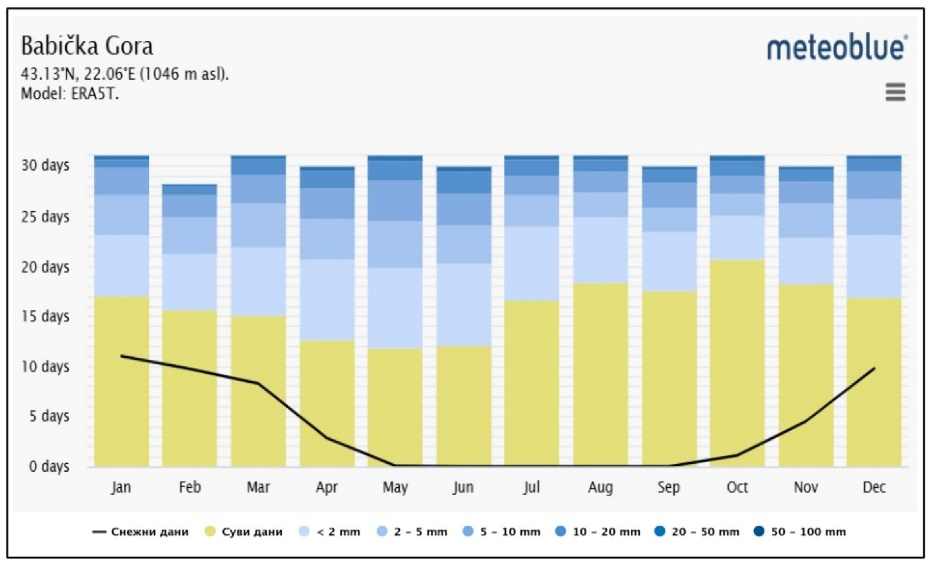 Babička Gora
meteoblue®
43.13°N, 22.06°E (1046 m asl).
Model: ERA5T.
30 days
25 days
20 days
15 days
10 days
5 days
0 days
Jan Feb Mar Apr May Jun Jul Aug Sep Oct Nov Dec
Снежни дани Суви дани < 2 mm 2 – 5 mm 5 – 10 mm 10 – 20 mm 20 – 50 mm 50 – 100 mm